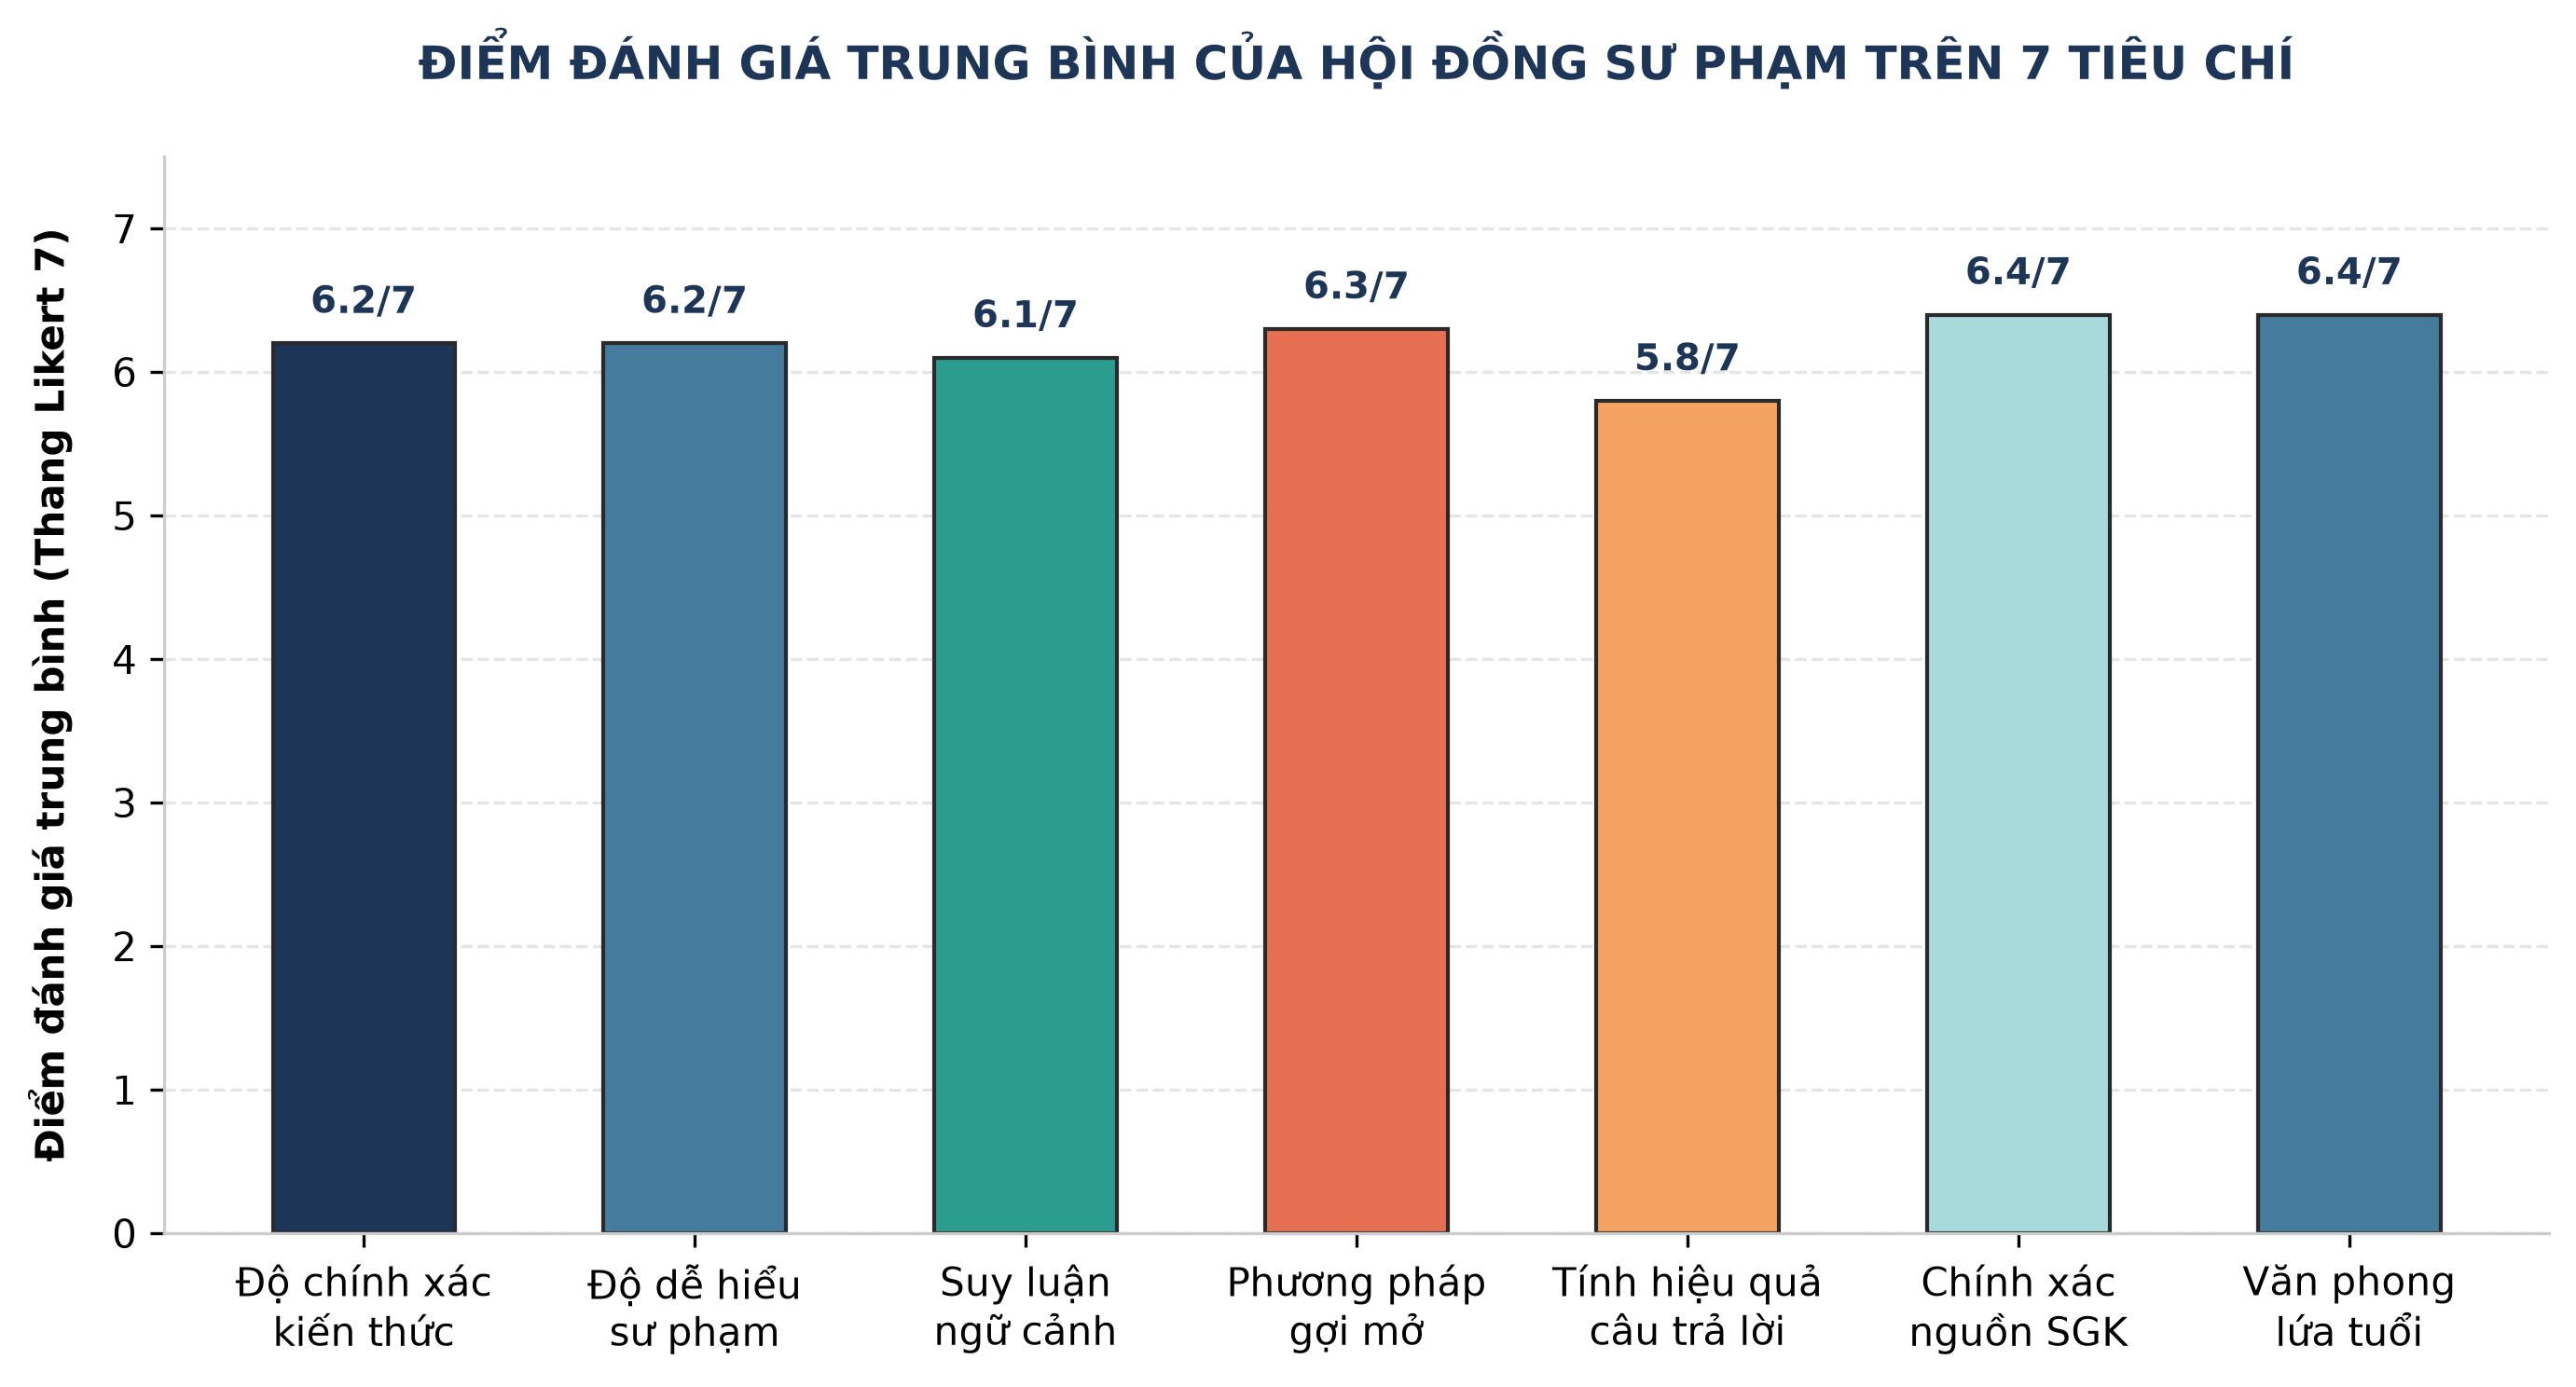 ĐIỂM ĐÁNH GIÁ TRUNG BÌNH CỦA HỘI ĐỒNG SƯ PHẠM TRÊN 7 TIÊU CHÍ
Điểm đánh giá trung bình (Thang Likert 7)
7
6
5
4
3
2
1
0
6.2/7
6.2/7
6.1/7
6.3/7
5.8/7
6.4/7
6.4/7
Độ chính xác
kiến thức
Độ dễ hiểu
sư phạm
Suy luận
ngữ cảnh
Phương pháp
gợi mở
Tính hiệu quả
câu trả lời
Chính xác
nguồn SGK
Văn phong
lứa tuổi